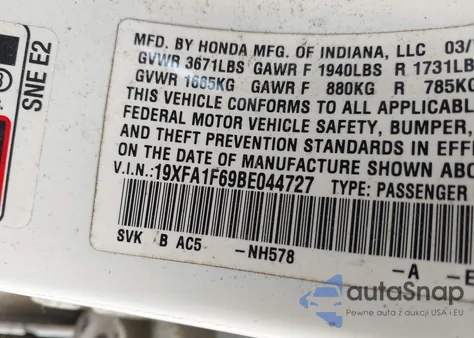 SNE E2
MFD. BY HONDA MFG. OF INDIANA, LLC 03/
GVWR 3671LBS GAWR F 1940LBS R 1731LB
GVWR 1665KG GAWR F 880KG R 785KG
THIS VEHICLE CONFORMS TO ALL APPLICABL
FEDERAL MOTOR VEHICLE SAFETY, BUMPER,
AND THEFT PREVENTION STANDARDS IN EFFE
DATE OF MANUFACTURE SHOWN ABO
V.I.N.:19XFA1F69BE044727 TYPE: PASSENGER
SVK B AC5 -NH578 -A -E
autoSnap
Pewne auta z aukcji USA i EU